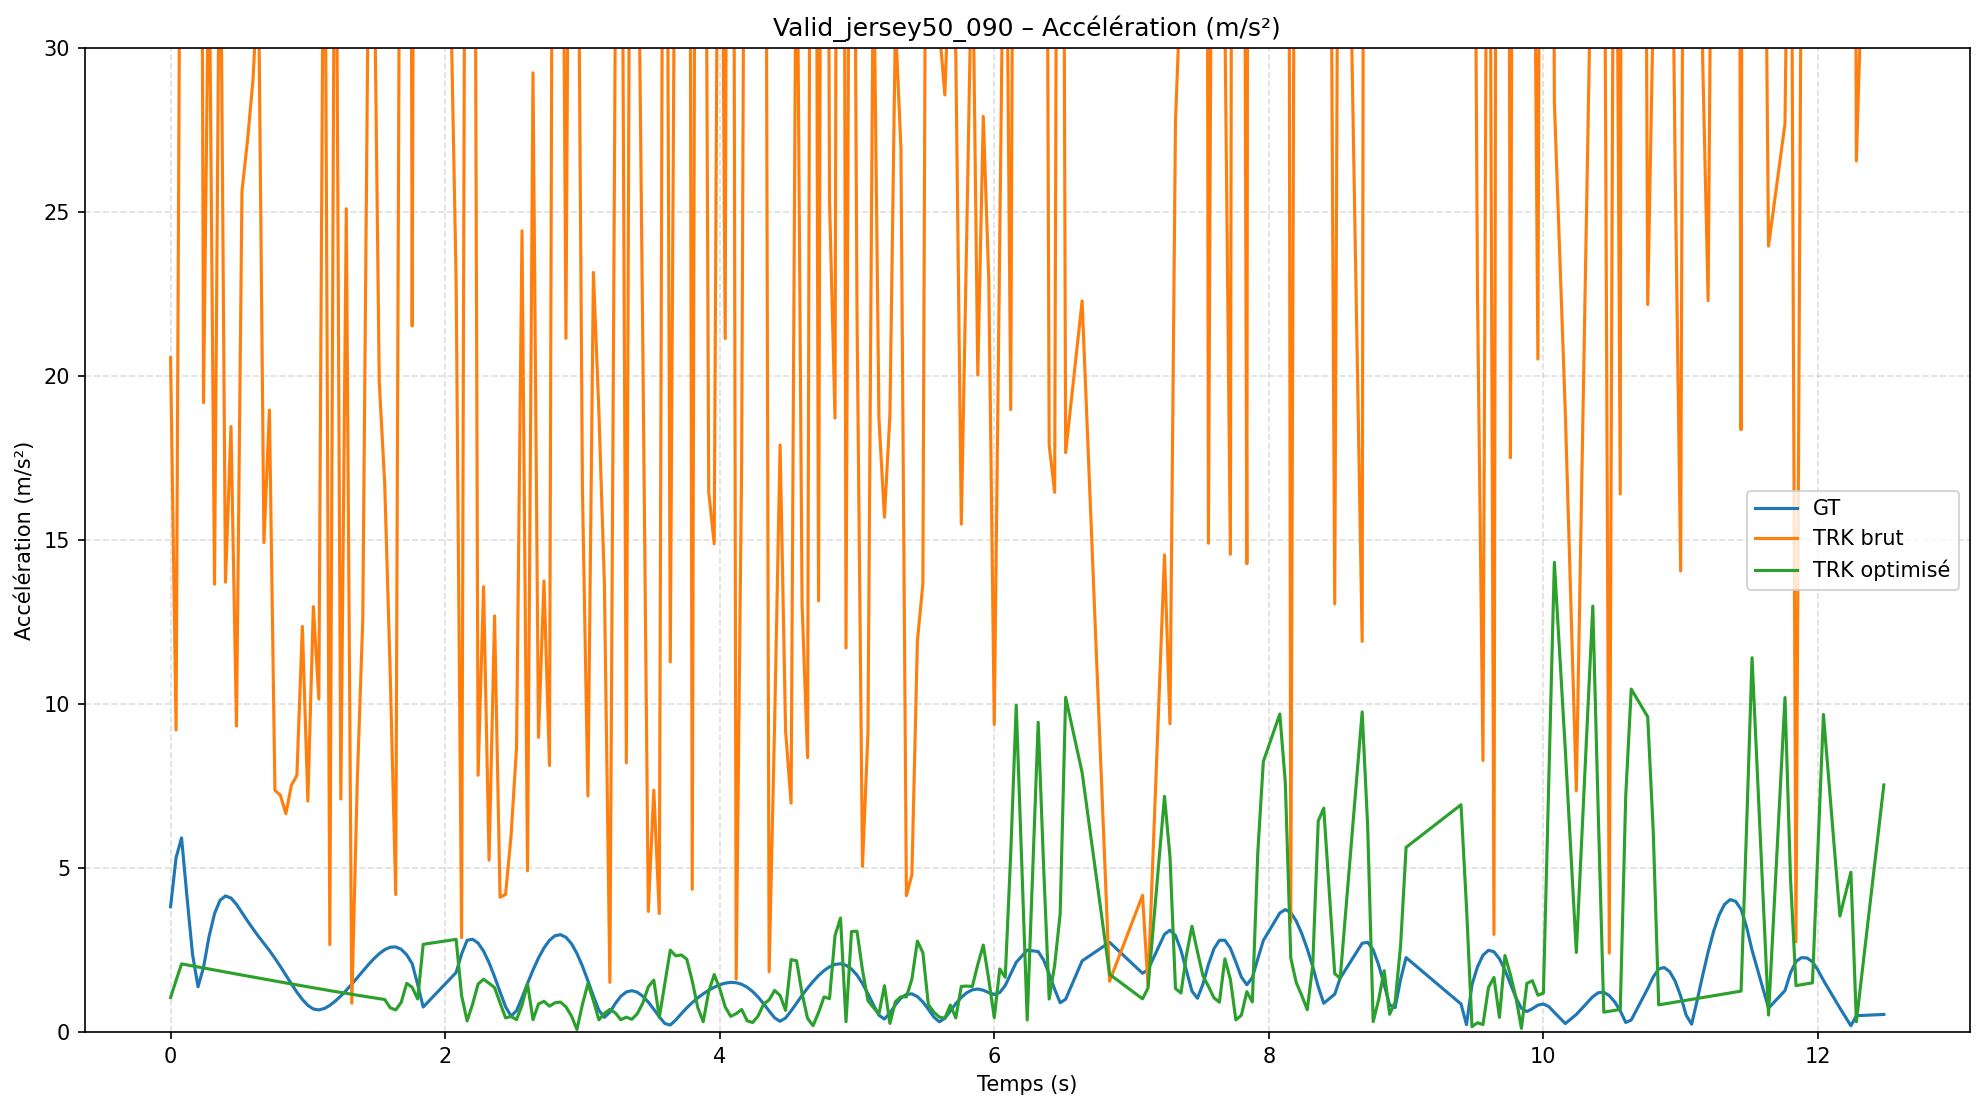 Valid_jersey50_090 – Accélération (m/s²)
30
25
20
15
10
5
0
Accélération (m/s²)
GT
TRK brut
TRK optimisé
0 2 4 6 8 10 12
Temps (s)